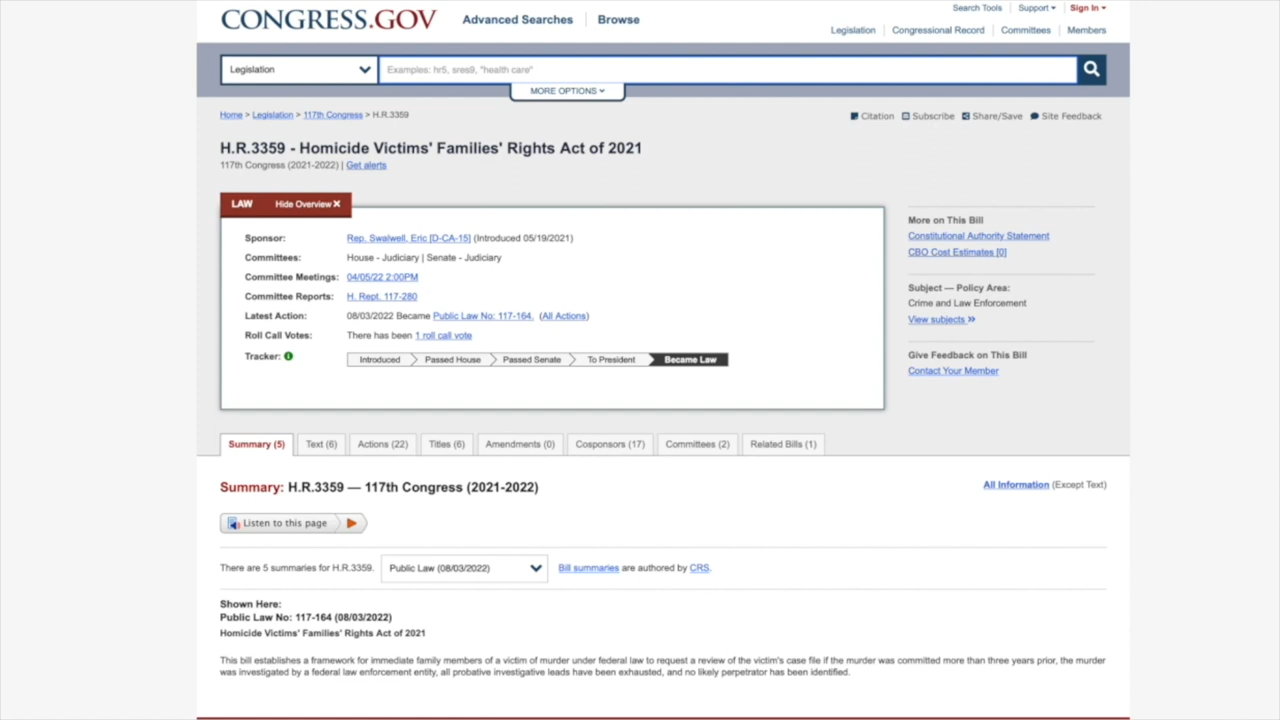 CONGRESS.GOV Advanced Searches Browse
Search Tools Support Sign In
Legislation Congressional Record Committees Members
Legislation Examples: hr5, sres9, "health care"
MORE OPTIONS
Home > Legislation > 117th Congress > H.R.3359
Citation Subscribe Share/Save Site Feedback
H.R.3359 - Homicide Victims' Families' Rights Act of 2021
117th Congress (2021-2022) | Get alerts
LAW Hide Overview ✕
Sponsor: Rep. Swalwell, Eric [D-CA-15] (Introduced 05/19/2021)
Committees: House - Judiciary | Senate - Judiciary
Committee Meetings: 04/05/22 2:00PM
Committee Reports: H. Rept. 117-280
Latest Action: 08/03/2022 Became Public Law No: 117-164. (All Actions)
Roll Call Votes: There has been 1 roll call vote
Tracker: Introduced Passed House Passed Senate To President Became Law
More on This Bill
Constitutional Authority Statement
CBO Cost Estimates [0]
Subject — Policy Area:
Crime and Law Enforcement
View subjects »
Give Feedback on This Bill
Contact Your Member
Summary (5) Text (6) Actions (22) Titles (6) Amendments (0) Cosponsors (17) Committees (2) Related Bills (1)
Summary: H.R.3359 — 117th Congress (2021-2022)
All Information (Except Text)
Listen to this page
There are 5 summaries for H.R.3359. Public Law (08/03/2022) Bill summaries are authored by CRS.
Shown Here:
Public Law No: 117-164 (08/03/2022)
Homicide Victims' Families' Rights Act of 2021
This bill establishes a framework for immediate family members of a victim of murder under federal law to request a review of the victim's case file if the murder was committed more than three years prior, the murder
was investigated by a federal law enforcement entity, all probative investigative leads have been exhausted, and no likely perpetrator has been identified.